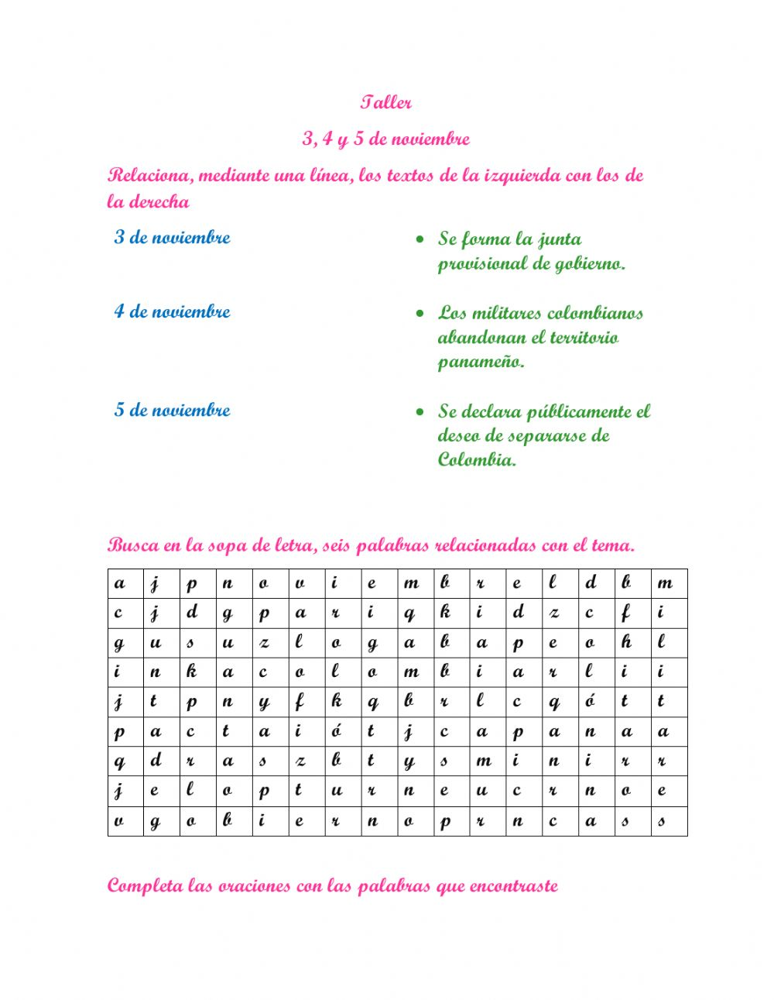 Taller
3, 4 y 5 de noviembre
Relaciona, mediante una línea, los textos de la izquierda con los de
la derecha
3 de noviembre
• Se forma la junta
provisional de gobierno.
4 de noviembre
• Los militares colombianos
abandonan el territorio
panameño.
5 de noviembre
• Se declara públicamente el
deseo de separarse de
Colombia.
Busca en la sopa de letra, seis palabras relacionadas con el tema.
a j p n o v i e m b r e l d b m
c j d g p a r i q k i d z c f i
g u s u z l o g a b a p e o h l
i n k a c o l o m b i a r l i i
j t p n y f k q b r l c q ó t t
p a c t a i ó t j c a p a n a a
q d r a s z b t y s m i n i r r
j e l o p t u r n e u c r n o e
v g o b i e r n o p r n c a s s
Completa las oraciones con las palabras que encontraste